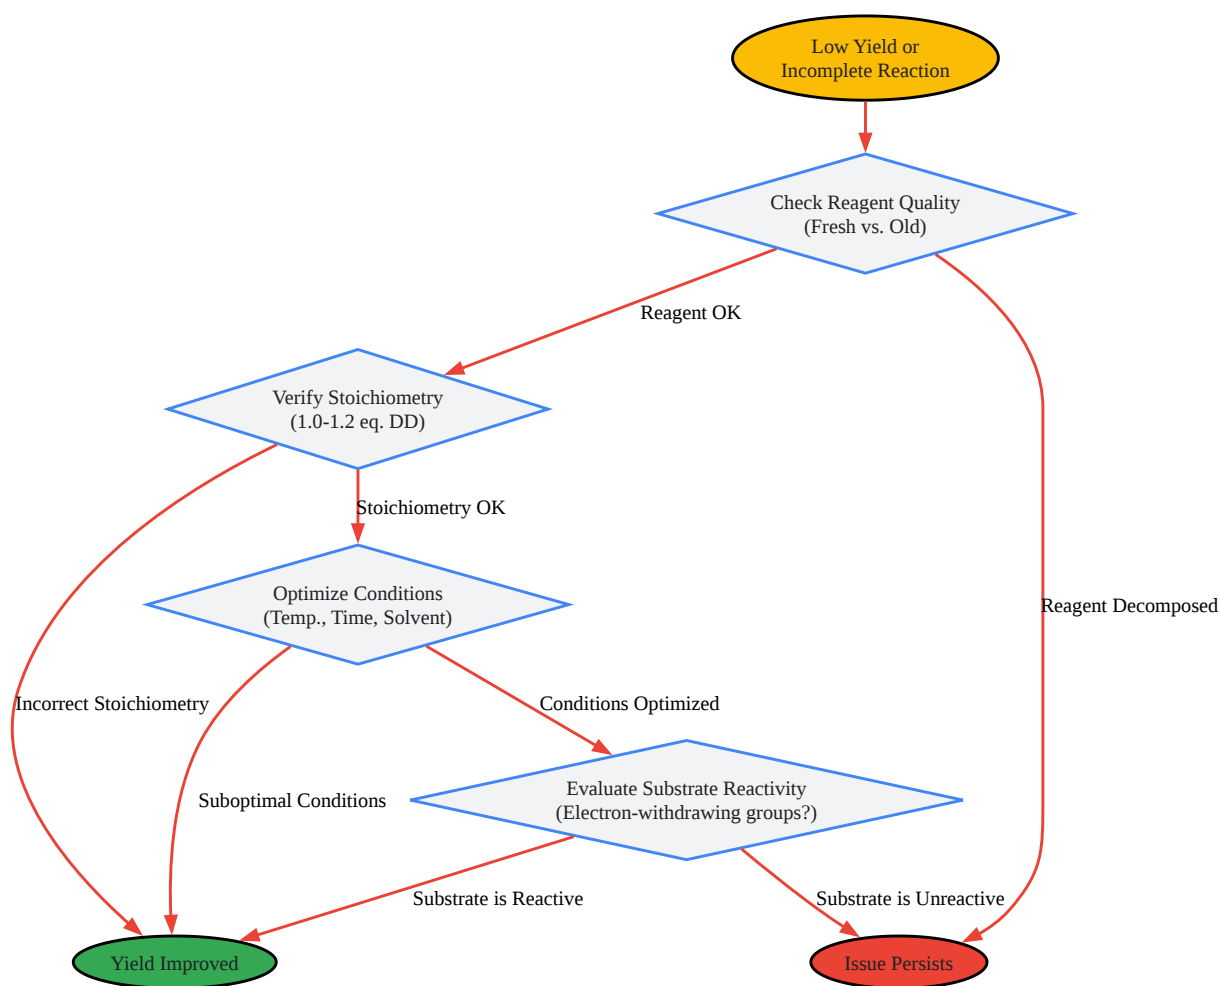 Low Yield or
Incomplete Reaction
Check Reagent Quality
(Fresh vs. Old)
Reagent OK
Verify Stoichiometry
(1.0-1.2 eq. DD)
Stoichiometry OK
Optimize Conditions
(Temp., Time, Solvent)
Reagent Decomposed
Incorrect Stoichiometry
Conditions Optimized
Suboptimal Conditions
Evaluate Substrate Reactivity
(Electron-withdrawing groups?)
Substrate is Reactive
Substrate is Unreactive
Yield Improved
Issue Persists